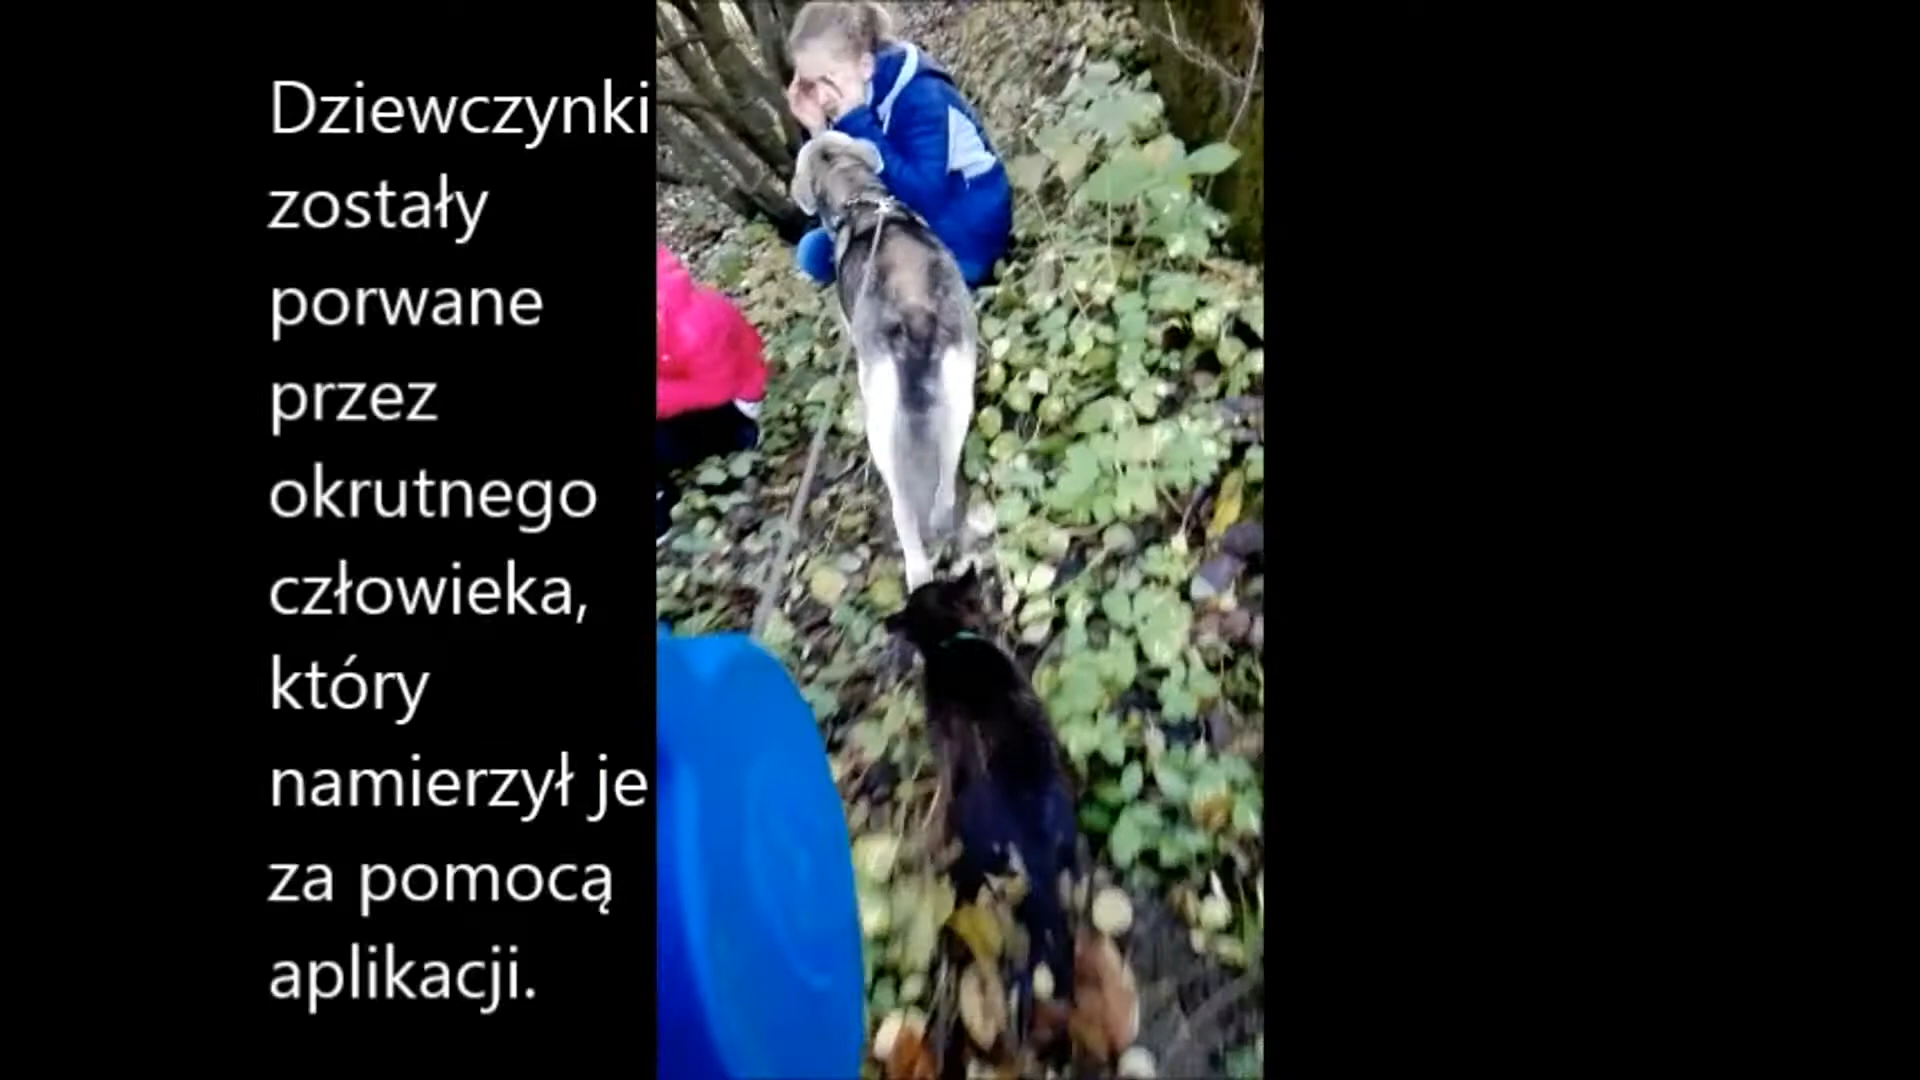 Dziewczynki
zostały
porwane
przez
okrutnego
człowieka,
który
namierzył je
za pomocą
aplikacji.